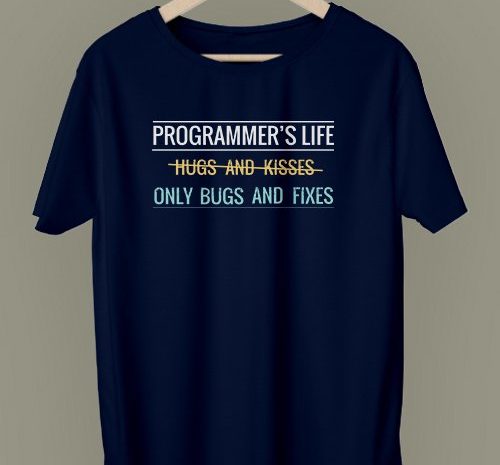 PROGRAMMER'S LIFE
HUGS AND KISSES
ONLY BUGS AND FIXES